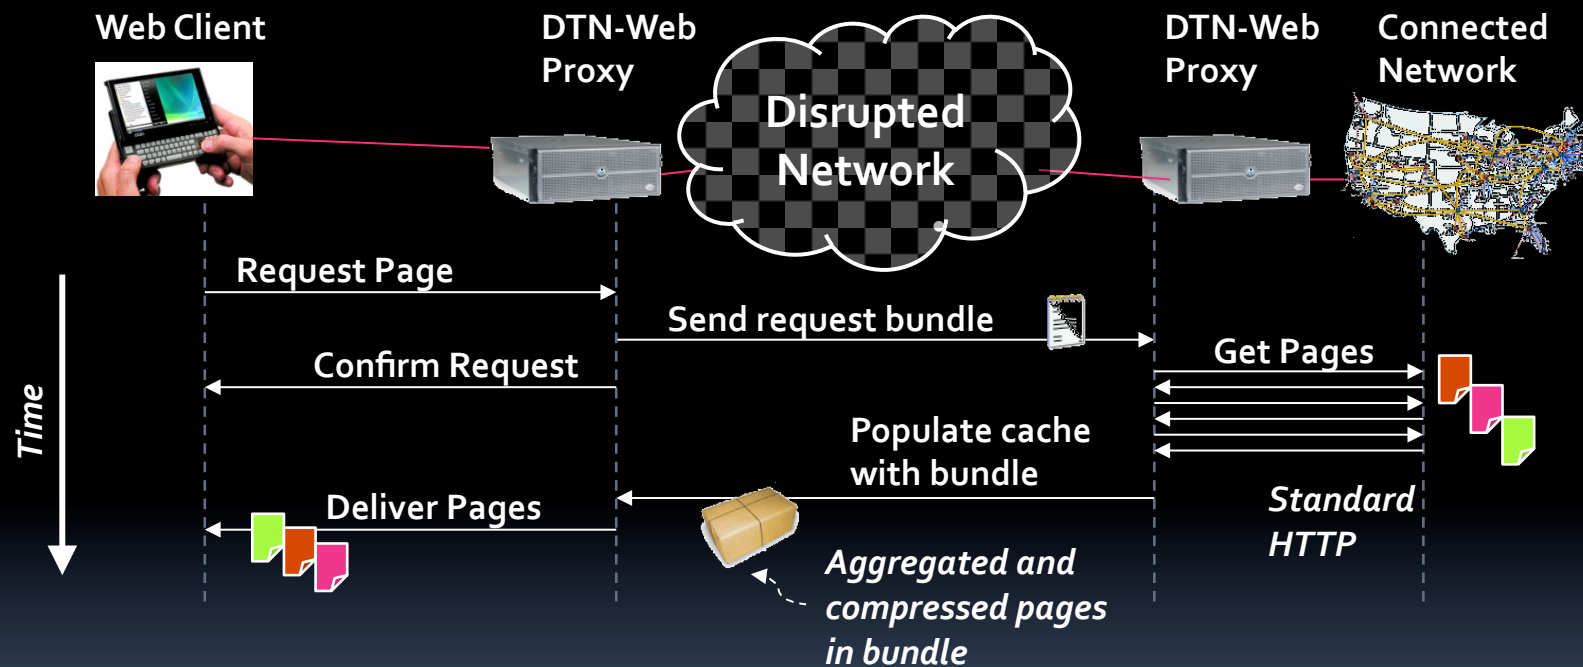 Web Client
DTN-Web
Proxy
Disrupted
Network
DTN-Web
Proxy
Connected
Network
Request Page
Send request bundle
Confirm Request
Get Pages
Time
Populate cache
with bundle
Deliver Pages
Standard
HTTP
Aggregated and
compressed pages
in bundle